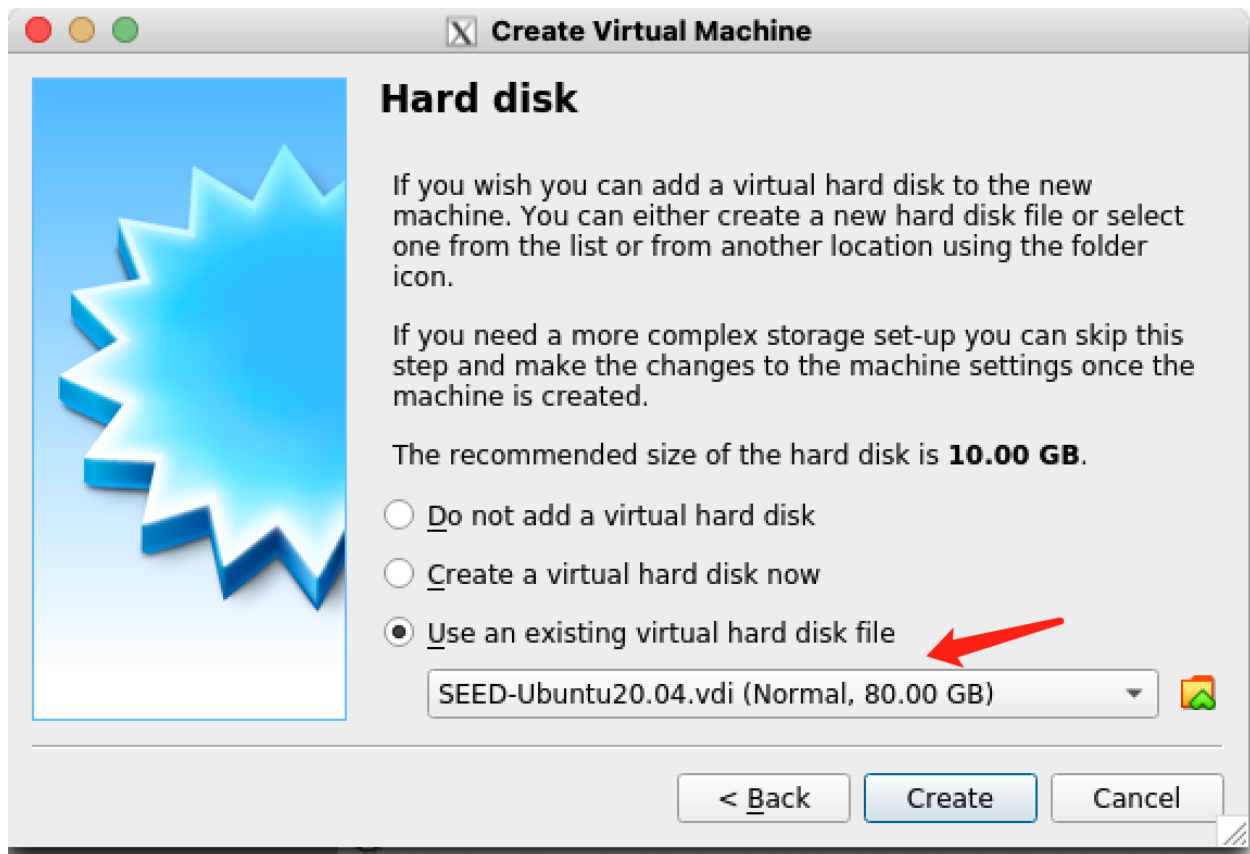 Create Virtual Machine
Hard disk
If you wish you can add a virtual hard disk to the new
machine. You can either create a new hard disk file or select
one from the list or from another location using the folder
icon.
If you need a more complex storage set-up you can skip this
step and make the changes to the machine settings once the
machine is created.
The recommended size of the hard disk is 10.00 GB.
Do not add a virtual hard disk
Create a virtual hard disk now
Use an existing virtual hard disk file
SEED-Ubuntu20.04.vdi (Normal, 80.00 GB)
< Back
Create
Cancel